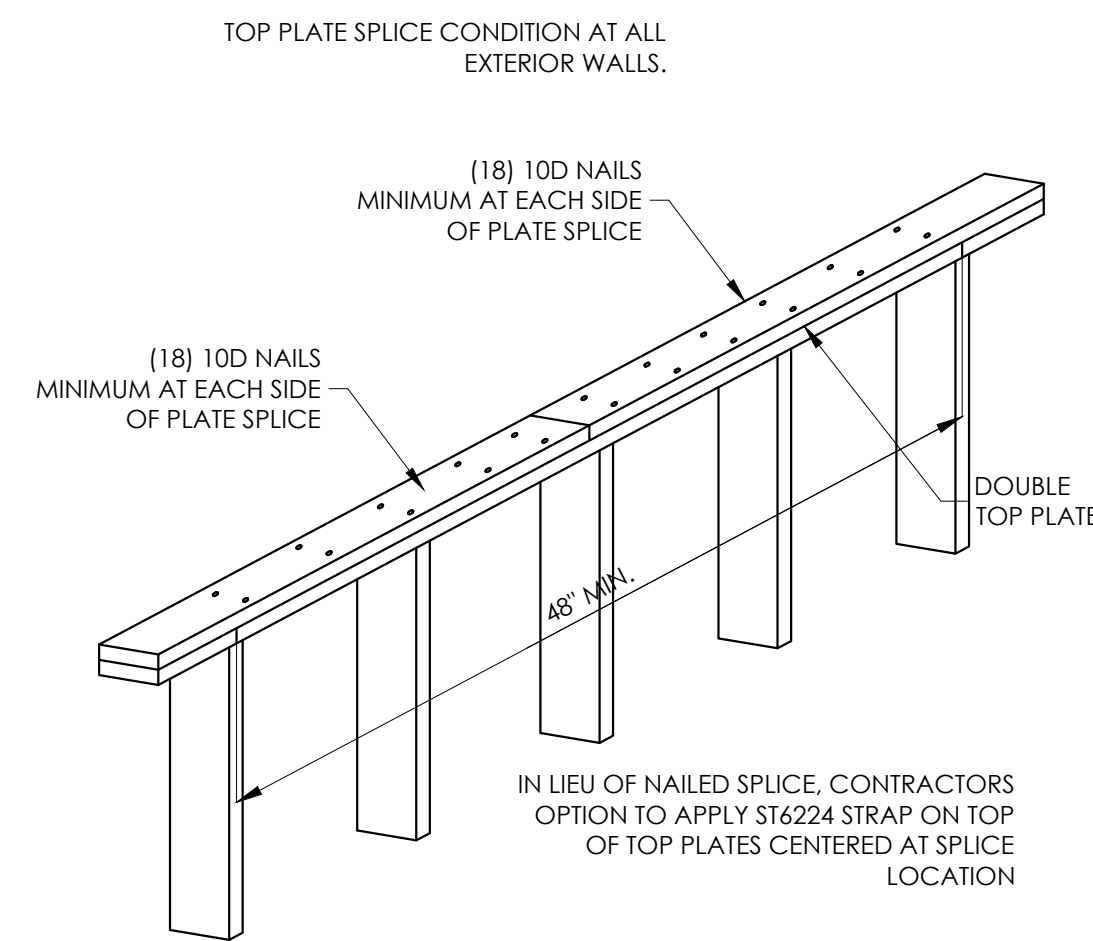 TOP PLATE SPLICE CONDITION AT ALL
EXTERIOR WALLS.
(18) 10D NAILS
MINIMUM AT EACH SIDE
OF PLATE SPLICE
(18) 10D NAILS
MINIMUM AT EACH SIDE
OF PLATE SPLICE
DOUBLE
TOP PLATE
48" MIN.
IN LIEU OF NAILED SPLICE, CONTRACTORS
OPTION TO APPLY ST6224 STRAP ON TOP
OF TOP PLATES CENTERED AT SPLICE
LOCATION